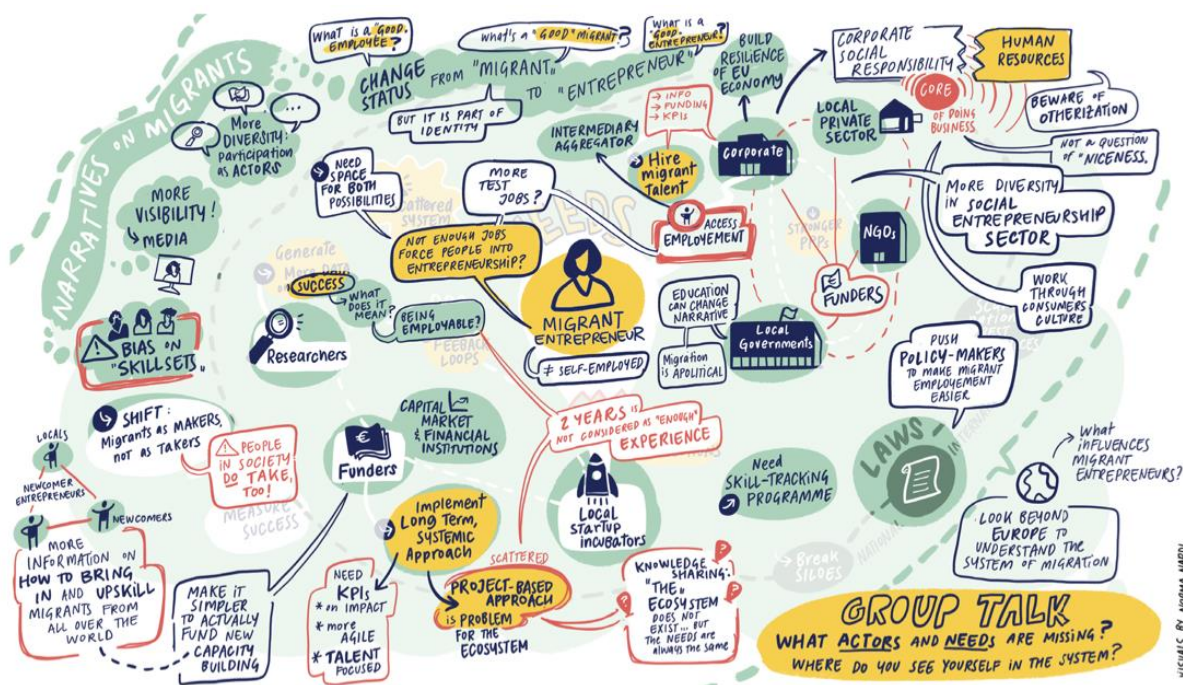 NARRATIVES ON MIGRANTS
WHAT IS A "GOOD"
EMPLOYEE?
WHAT'S A "GOOD" MIGRANT?
WHAT IS A
"GOOD"
ENTREPRENEUR?
CHANGE
STATUS
FROM "MIGRANT"
TO "ENTREPRENEUR"
BUT IT IS PART OF
IDENTITY
...
MORE
DIVERSITY:
participation
as ACTORS
MORE
VISIBILITY!
MEDIA
BIAS ON
"SKILLSETS"
NEED
SPACE
FOR BOTH
POSSIBILITIES
Scattered
SYSTEM
NEEDS
MORE
TEST
JOBS?
NOT ENOUGH JOBS
FORCE PEOPLE INTO
ENTREPRENEURSHIP?
Generate
More DATA
SUCCESS
WHAT
DOES IT
MEAN?
BEING
EMPLOYABLE?
FEEDBACK
LOOPS
Researchers
MIGRANT
ENTREPRENEUR
≠ SELF-EMPLOYED
INTERMEDIARY
AGGREGATOR
→ INFO
→ FUNDING
→ KPIs
Hire
migrant
Talent
ACCESS
EMPLOYEMENT
BUILD
RESILIENCE
OF EU
ECONOMY
Corporate
CORPORATE
SOCIAL
RESPONSIBILITY
HUMAN
RESOURCES
CORE
OF DOING
BUSINESS
LOCAL
PRIVATE
SECTOR
BEWARE OF
OTHERIZATION
NOT A QUESTION
OF "NICENESS"
MORE DIVERSITY
IN SOCIAL
ENTREPRENEURSHIP
SECTOR
WORK
THROUGH
CONSUMERS
CULTURE
STRONGER
PPPs
NGOs
FUNDERS
EDUCATION
CAN CHANGE
NARRATIVE
Migration
IS APOLITICAL
Local
Governments
PUSH
POLICY-MAKERS
TO MAKE MIGRANT
EMPLOYEMENT
EASIER
SHIFT:
Migrants as MAKERS,
not as TAKERS
PEOPLE
IN SOCIETY
DO TAKE,
TOO!
MEASURE
SUCCESS
LOCALS
NEWCOMER
ENTREPRENEURS
NEWCOMERS
MORE
INFORMATION ON
HOW TO BRING
IN AND UPSKILL
MIGRANTS FROM
ALL OVER THE
WORLD
MAKE IT
SIMPLER
TO ACTUALLY
FUND NEW
CAPACITY
BUILDING
Funders
CAPITAL
MARKET
& FINANCIAL
INSTITUTIONS
2 YEARS IS
NOT CONSIDERED AS "ENOUGH"
EXPERIENCE
Implement
Long Term,
Systemic
Approach
NEED
KPIs
* on IMPACT
* more
AGILE
* TALENT
FOCUSED
SCATTERED
PROJECT-BASED
APPROACH
is PROBLEM
FOR THE
ECOSYSTEM
Local
startup
incubators
KNOWLEDGE
SHARING:
"THE"
ECOSYSTEM
DOES NOT
EXIST... BUT
THE NEEDS ARE
ALWAYS THE SAME
Need
SKILL-TRACKING
PROGRAMME
LAWS
→ Break
SILOES
What
INFLUENCES
MIGRANT
ENTREPRENEURS?
LOOK BEYOND
EUROPE TO
UNDERSTAND THE
SYSTEM OF MIGRATION
GROUP TALK
WHAT ACTORS AND NEEDS ARE MISSING?
WHERE DO YOU SEE YOURSELF IN THE SYSTEM?
VISUALS BY NORMA NARDI